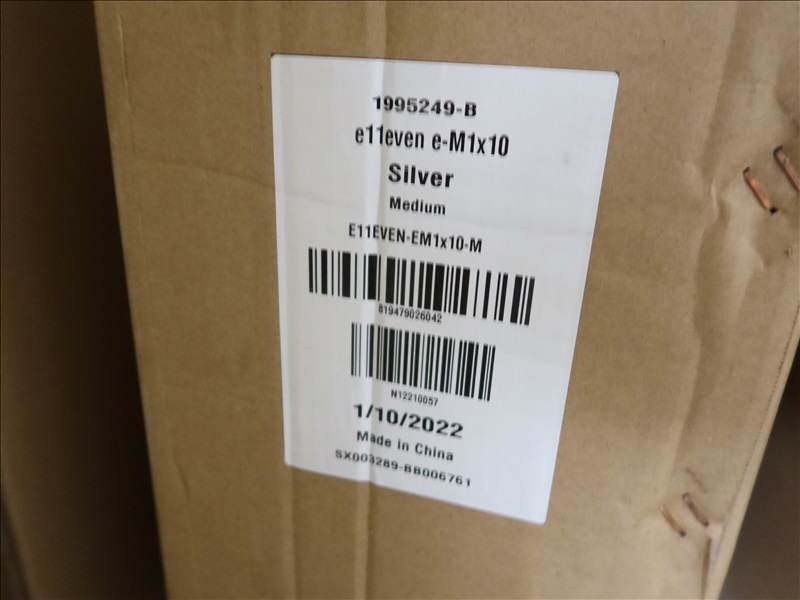 1995249-B
e11even e-M1x10
Silver
Medium
E11EVEN-EM1x10-M
819479026042
N12210057
1/10/2022
Made in China
SX003289-BB006761